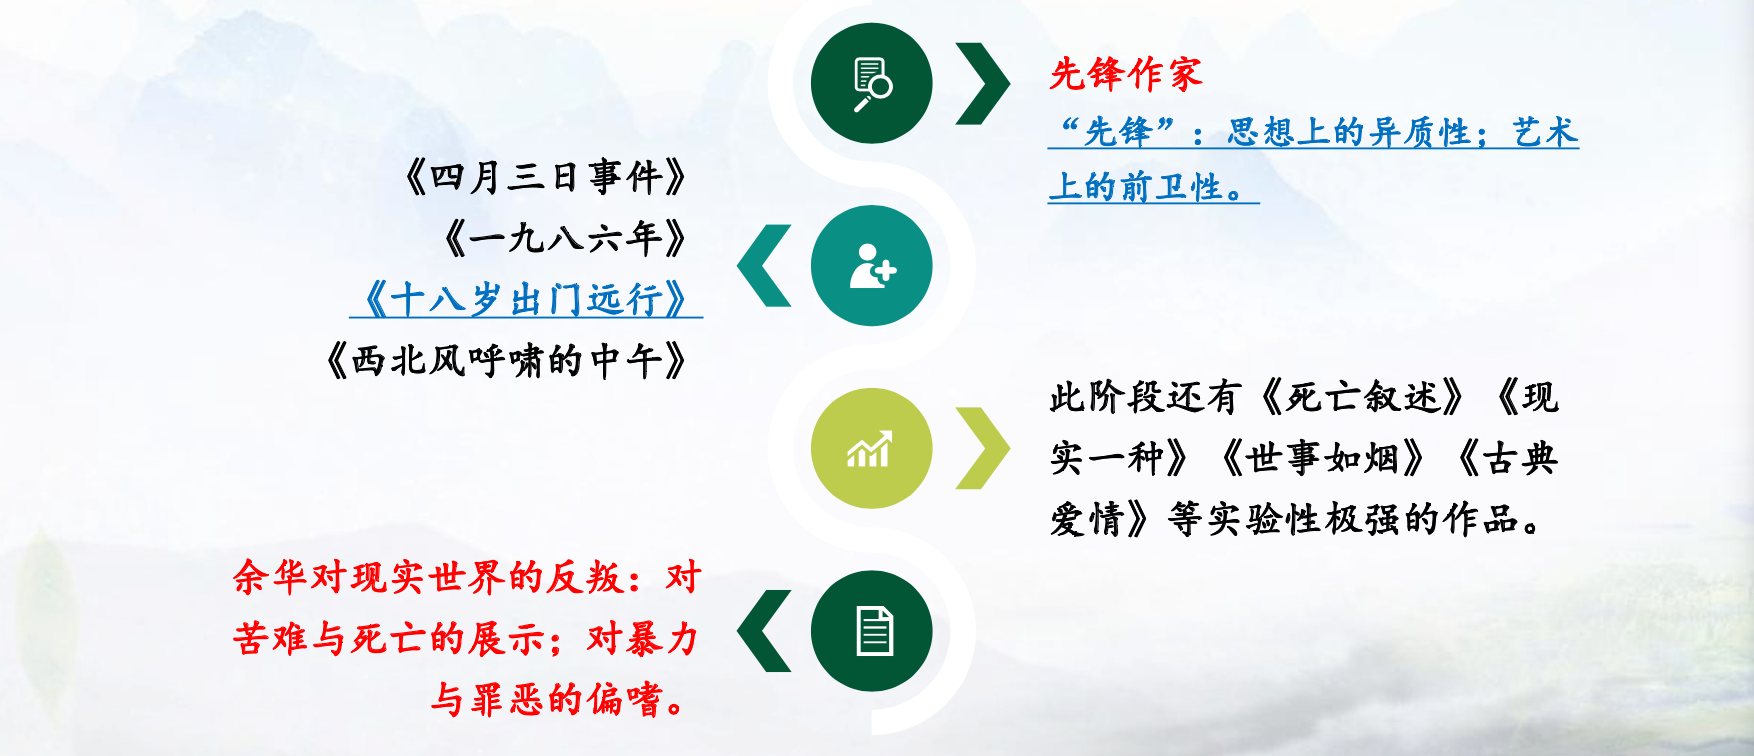 先锋作家
“先锋”：思想上的异质性；艺术
上的前卫性。
《四月三日事件》
《一九八六年》
《十八岁出门远行》
《西北风呼啸的中午》
此阶段还有《死亡叙述》《现
实一种》《世事如烟》《古典
爱情》等实验性极强的作品。
余华对现实世界的反叛：对
苦难与死亡的展示；对暴力
与罪恶的偏嗜。